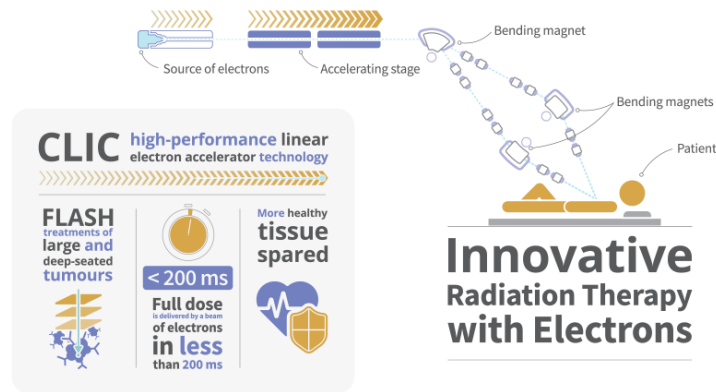 Bending magnet
Source of electrons
Accelerating stage
Bending magnets
Patient
CLIC high-performance linear
electron accelerator technology
FLASH
treatments of
large and
deep-seated
tumours
< 200 ms
Full dose
is delivered by a beam
of electrons
in less
than 200 ms
More healthy
tissue
spared
Innovative
Radiation Therapy
with Electrons